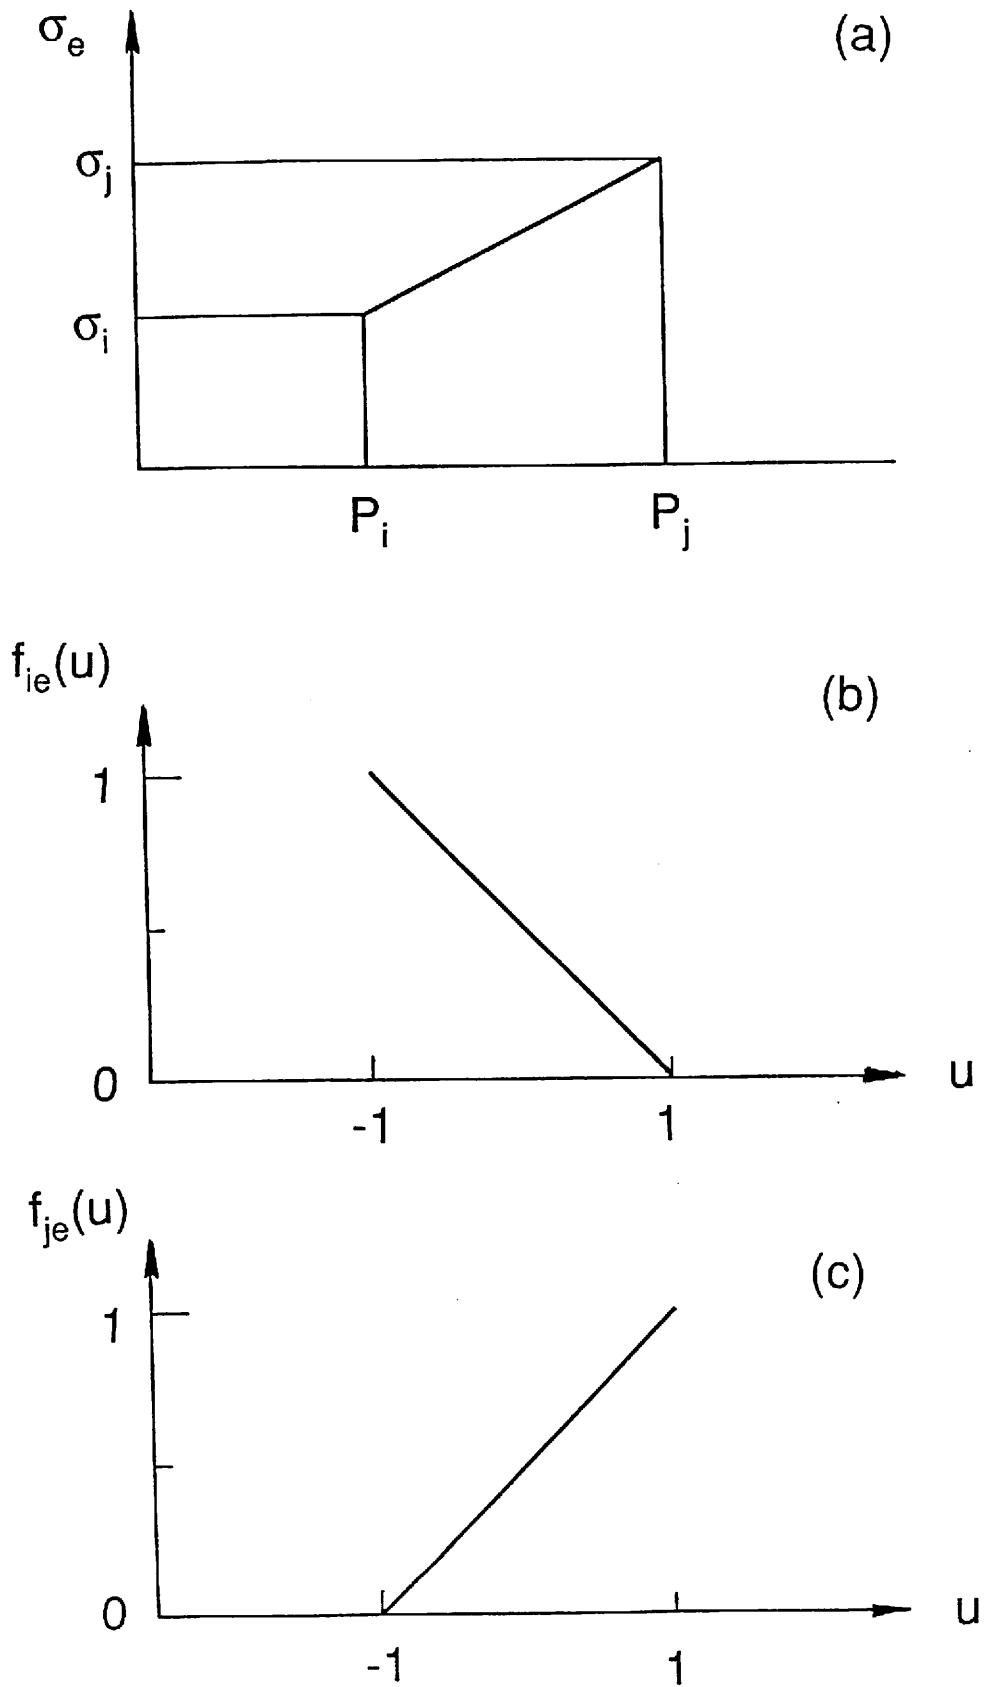 σe (a)
σj
σi
Pi Pj
fie(u) (b)
1
0 u
-1 1
fje(u) (c)
1
0 u
-1 1